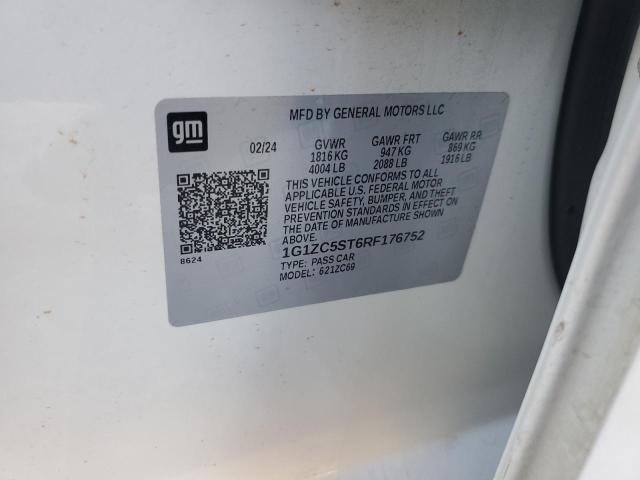 gm
MFD BY GENERAL MOTORS LLC
02/24 GVWR GAWR FRT GAWR RR
1816 KG 947 KG 869 KG
4004 LB 2088 LB 1916 LB
THIS VEHICLE CONFORMS TO ALL
APPLICABLE U.S. FEDERAL MOTOR
VEHICLE SAFETY, BUMPER, AND THEFT
PREVENTION STANDARDS IN EFFECT ON
THE DATE OF MANUFACTURE SHOWN
ABOVE.
1G1ZC5ST6RF176752
TYPE: PASS CAR
MODEL: 621ZC69
8624